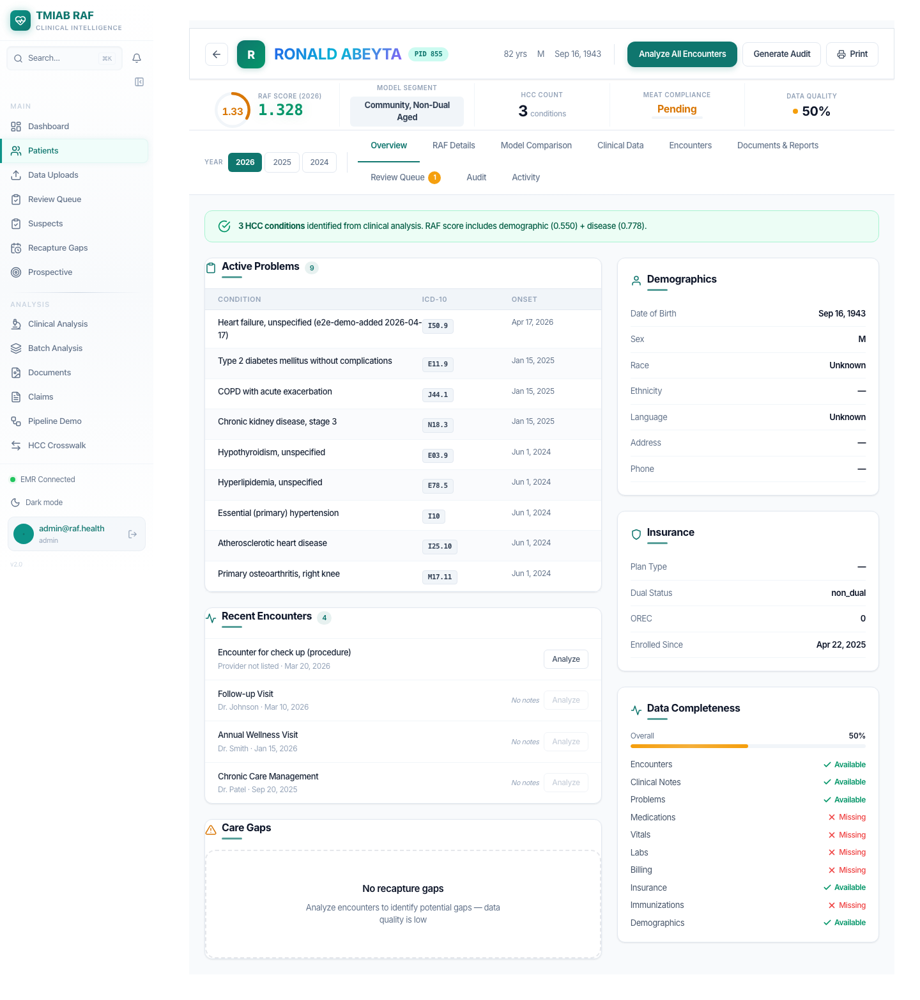 TMIAB RAF
CLINICAL INTELLIGENCE
Search... ⌘K
MAIN
Dashboard
Patients
Data Uploads
Review Queue
Suspects
Recapture Gaps
Prospective
ANALYSIS
Clinical Analysis
Batch Analysis
Documents
Claims
Pipeline Demo
HCC Crosswalk
EMR Connected
Dark mode
admin@raf.health
admin
v2.0
R RONALD ABEYTA PID 855 82 yrs M Sep 16, 1943 Analyze All Encounters Generate Audit Print
1.33
RAF SCORE (2026)
1.328
MODEL SEGMENT
Community, Non-Dual
Aged
HCC COUNT
3 conditions
MEAT COMPLIANCE
Pending
DATA QUALITY
50%
YEAR 2026 2025 2024
Overview RAF Details Model Comparison Clinical Data Encounters Documents & Reports
Review Queue 1 Audit Activity
3 HCC conditions identified from clinical analysis. RAF score includes demographic (0.550) + disease (0.778).
Active Problems 9
CONDITION ICD-10 ONSET
Heart failure, unspecified (e2e-demo-added 2026-04- I50.9 Apr 17, 2026
17)
Type 2 diabetes mellitus without complications E11.9 Jan 15, 2025
COPD with acute exacerbation J44.1 Jan 15, 2025
Chronic kidney disease, stage 3 N18.3 Jan 15, 2025
Hypothyroidism, unspecified E03.9 Jun 1, 2024
Hyperlipidemia, unspecified E78.5 Jun 1, 2024
Essential (primary) hypertension I10 Jun 1, 2024
Atherosclerotic heart disease I25.10 Jun 1, 2024
Primary osteoarthritis, right knee M17.11 Jun 1, 2024
Recent Encounters 4
Encounter for check up (procedure)
Provider not listed · Mar 20, 2026
Analyze
Follow-up Visit
Dr. Johnson · Mar 10, 2026
No notes Analyze
Annual Wellness Visit
Dr. Smith · Jan 15, 2026
No notes Analyze
Chronic Care Management
Dr. Patel · Sep 20, 2025
No notes Analyze
Care Gaps
No recapture gaps
Analyze encounters to identify potential gaps — data
quality is low
Demographics
Date of Birth Sep 16, 1943
Sex M
Race Unknown
Ethnicity —
Language Unknown
Address —
Phone —
Insurance
Plan Type —
Dual Status non_dual
OREC 0
Enrolled Since Apr 22, 2025
Data Completeness
Overall 50%
Encounters Available
Clinical Notes Available
Problems Available
Medications Missing
Vitals Missing
Labs Missing
Billing Missing
Insurance Available
Immunizations Missing
Demographics Available